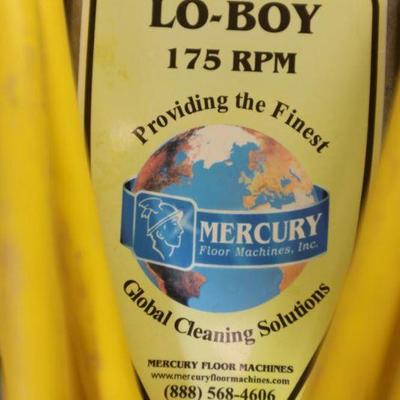 LO-BOY
175 RPM
Providing the Finest
MERCURY
Floor Machines, Inc.
Global Cleaning Solutions
MERCURY FLOOR MACHINES
www.mercuryfloormachines.com
(888) 568-4606